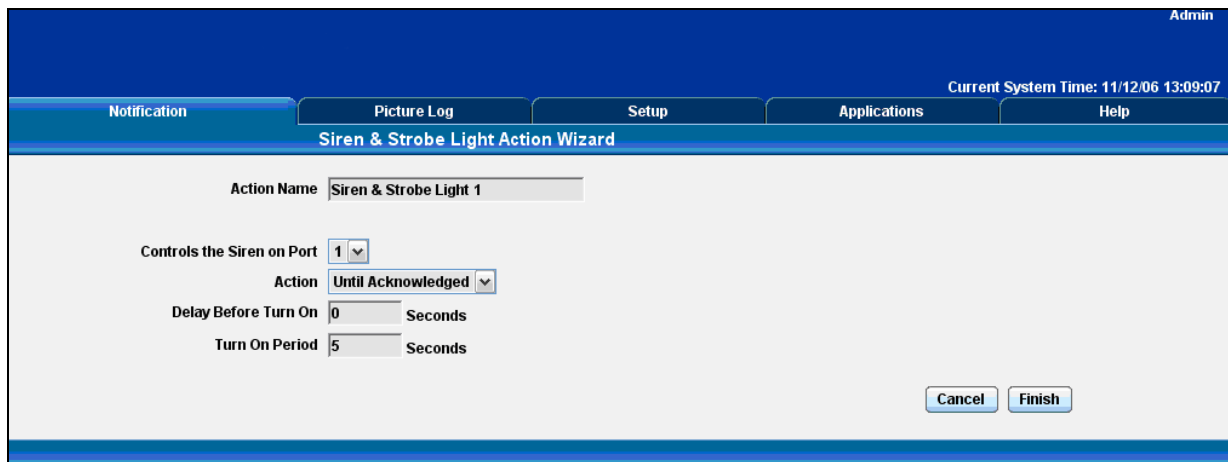 Admin
Current System Time: 11/12/06 13:09:07
Notification Picture Log Setup Applications Help
Siren & Strobe Light Action Wizard
Action Name Siren & Strobe Light 1
Controls the Siren on Port 1
Action Until Acknowledged
Delay Before Turn On 0 Seconds
Turn On Period 5 Seconds
Cancel Finish